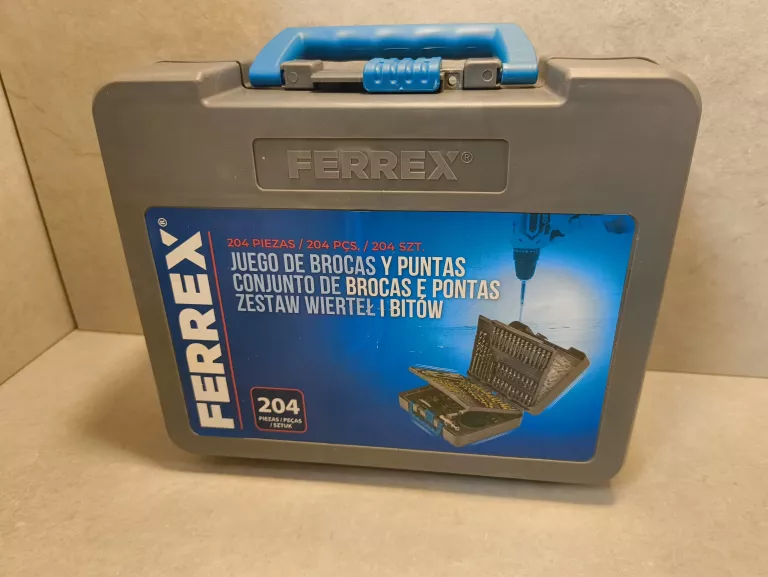 FERREX®
FERREX®
204 PIEZAS / 204 PÇS. / 204 SZT.
JUEGO DE BROCAS Y PUNTAS
CONJUNTO DE BROCAS E PONTAS
ZESTAW WIERTEŁ I BITÓW
204
PIEZAS / PEÇAS
/ SZTUK